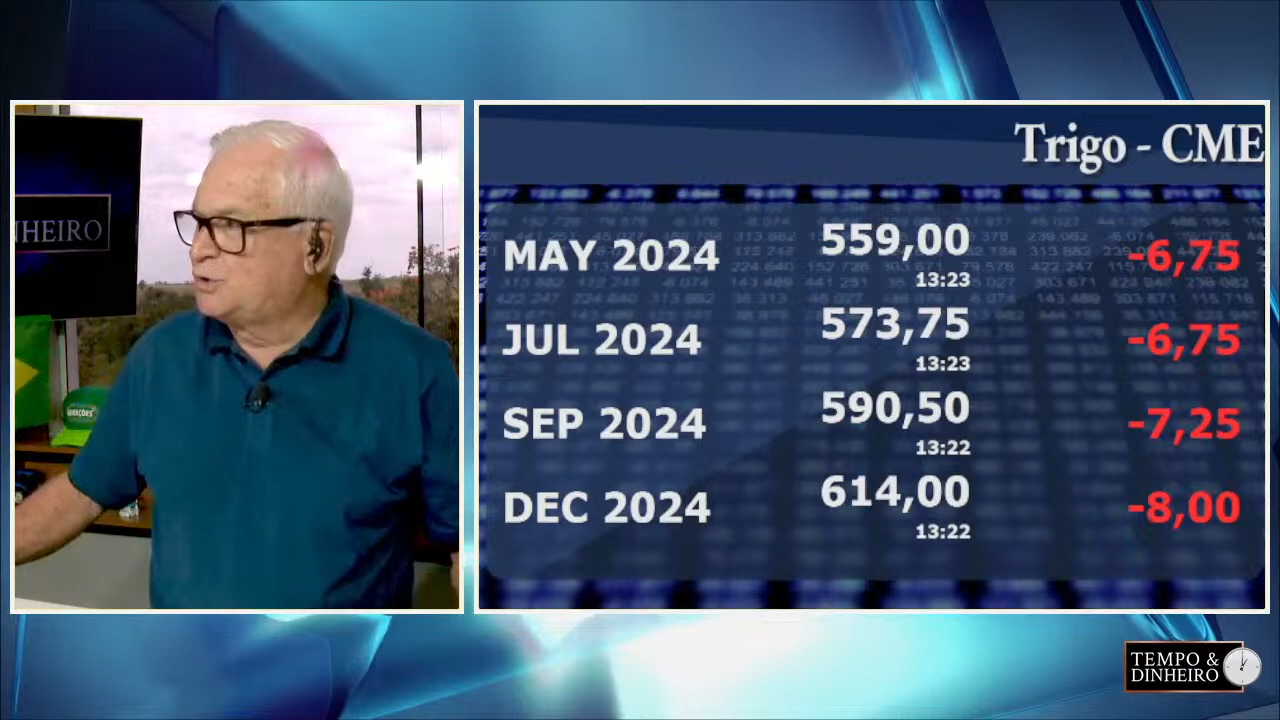 NHEIRO
Trigo - CME
MAY 2024 559,00 -6,75
13:23
JUL 2024 573,75 -6,75
13:23
SEP 2024 590,50 -7,25
13:22
DEC 2024 614,00 -8,00
13:22
TEMPO &
DINHEIRO